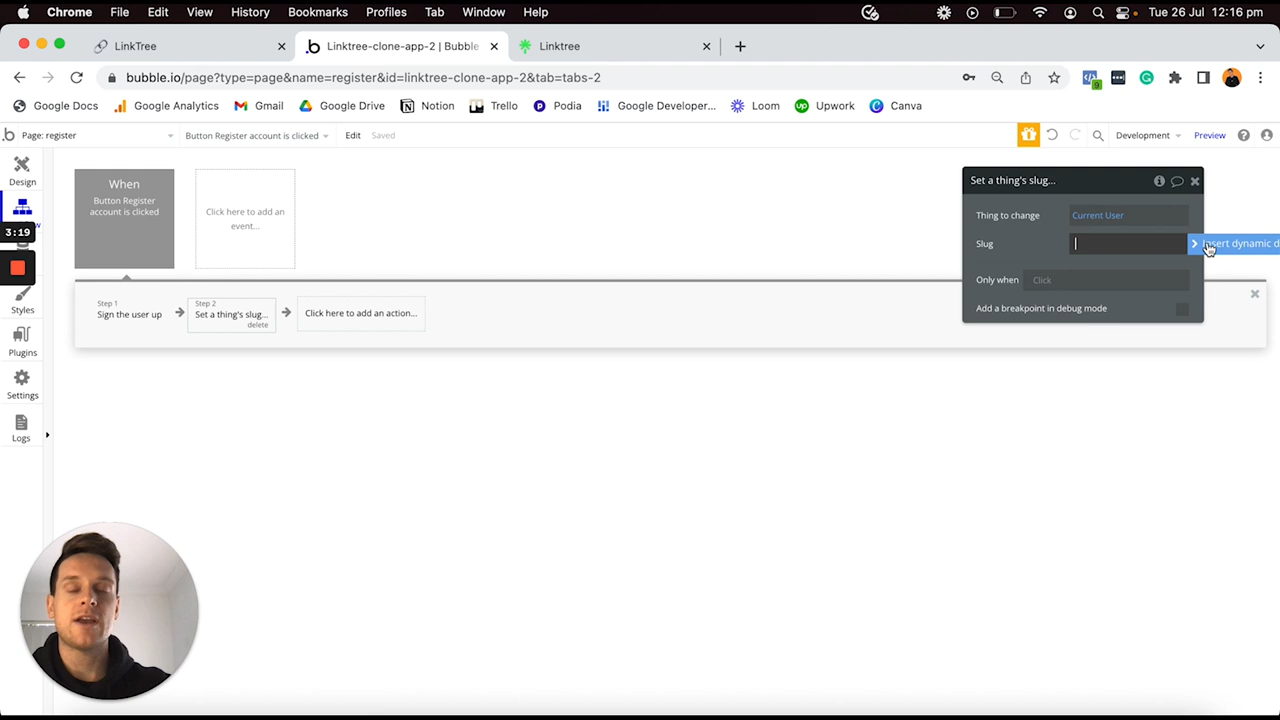 Chrome File Edit View History Bookmarks Profiles Tab Window Help Tue 26 Jul 12:16 pm
LinkTree Linktree-clone-app-2 | Bubble Linktree
bubble.io/page?type=page&name=register&id=linktree-clone-app-2&tab=tabs-2 9
Google Docs Google Analytics Gmail Google Drive Notion Trello Podia Google Developer... Loom Upwork Canva
Page: register Button Register account is clicked Edit Saved Development Preview
Design
When
Button Register
account is clicked
Click here to add an
event...
Set a thing's slug...
Thing to change Current User
Slug Insert dynamic d
Only when Click
Add a breakpoint in debug mode
3:19
Step 1
Sign the user up
Step 2
Set a thing's slug...
delete
Click here to add an action...
Styles
Plugins
Settings
Logs